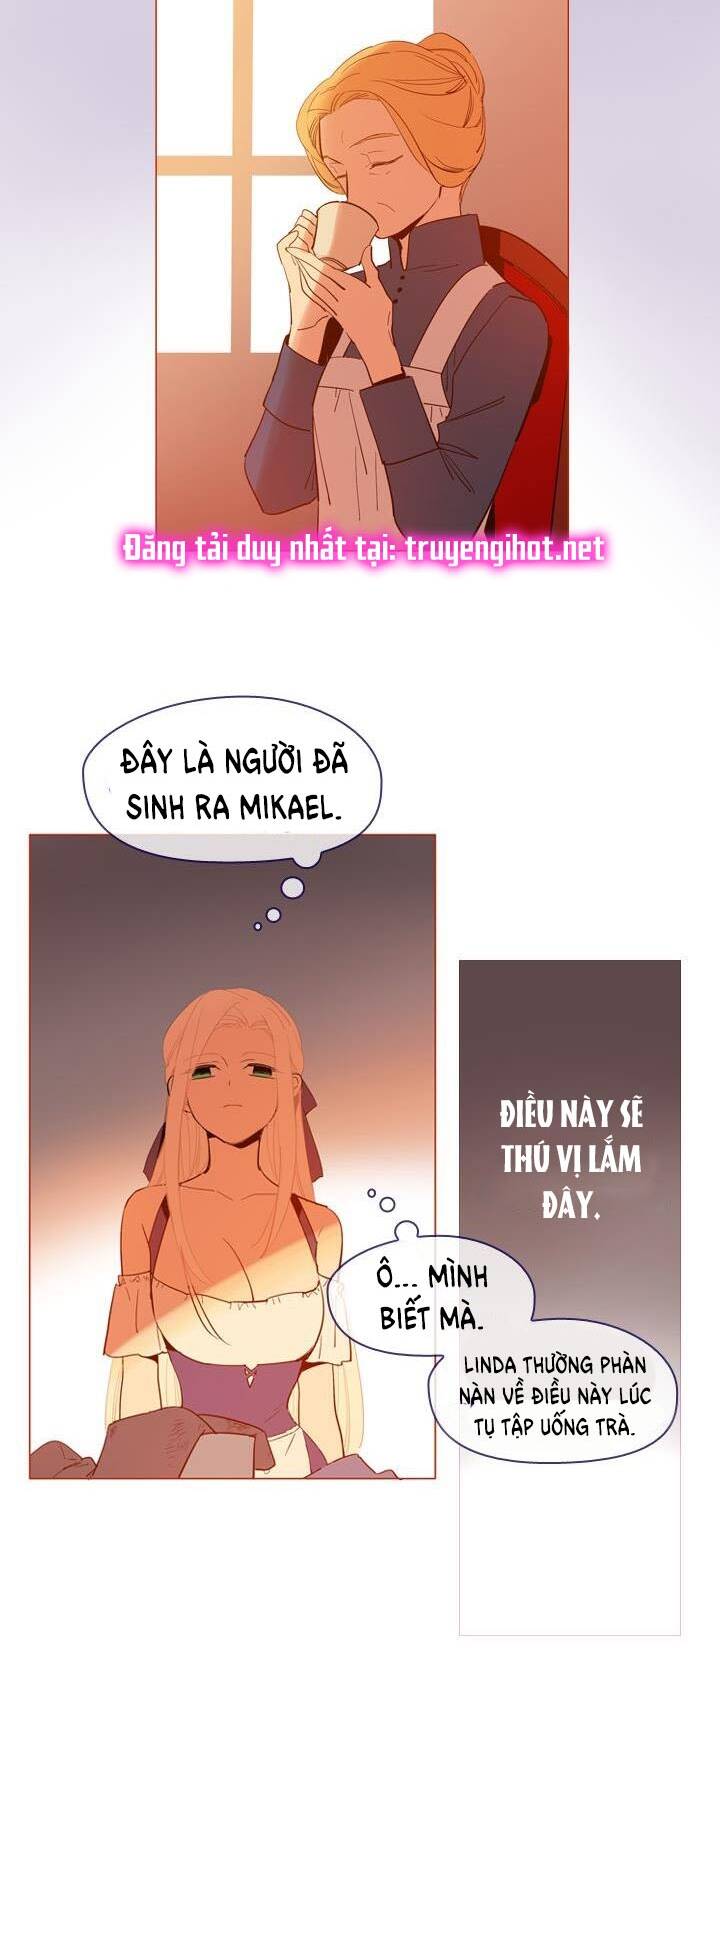 Đăng tải duy nhất tại: truyengihot.net
ĐÂY LÀ NGƯỜI ĐÃ
SINH RA MIKAEL.
ĐIỀU NÀY SẼ
THÚ VỊ LẮM
ĐÂY.
Ô... MÌNH
BIẾT MÀ.
LINDA THƯỜNG PHÀN
NÀN VỀ ĐIỀU NÀY LÚC
TỤ TẬP UỐNG TRÀ.